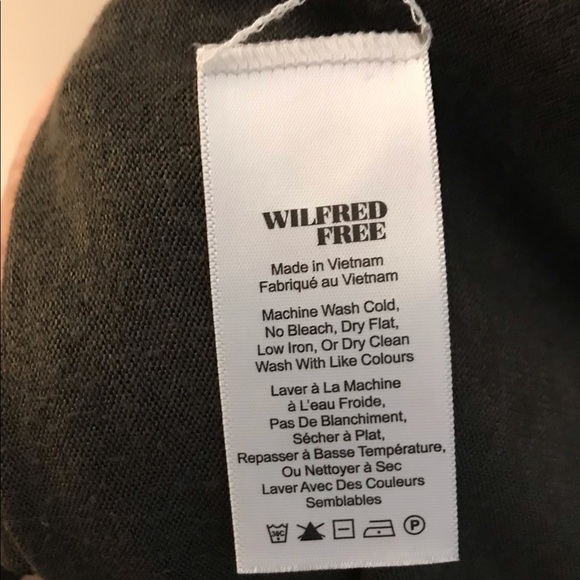 WILFRED
FREE
Made in Vietnam
Fabriqué au Vietnam
Machine Wash Cold,
No Bleach, Dry Flat,
Low Iron, Or Dry Clean
Wash With Like Colours
Laver à La Machine
à L'eau Froide,
Pas De Blanchiment,
Sécher à Plat,
Repasser à Basse Température,
Ou Nettoyer à Sec
Laver Avec Des Couleurs
Semblables
30C P